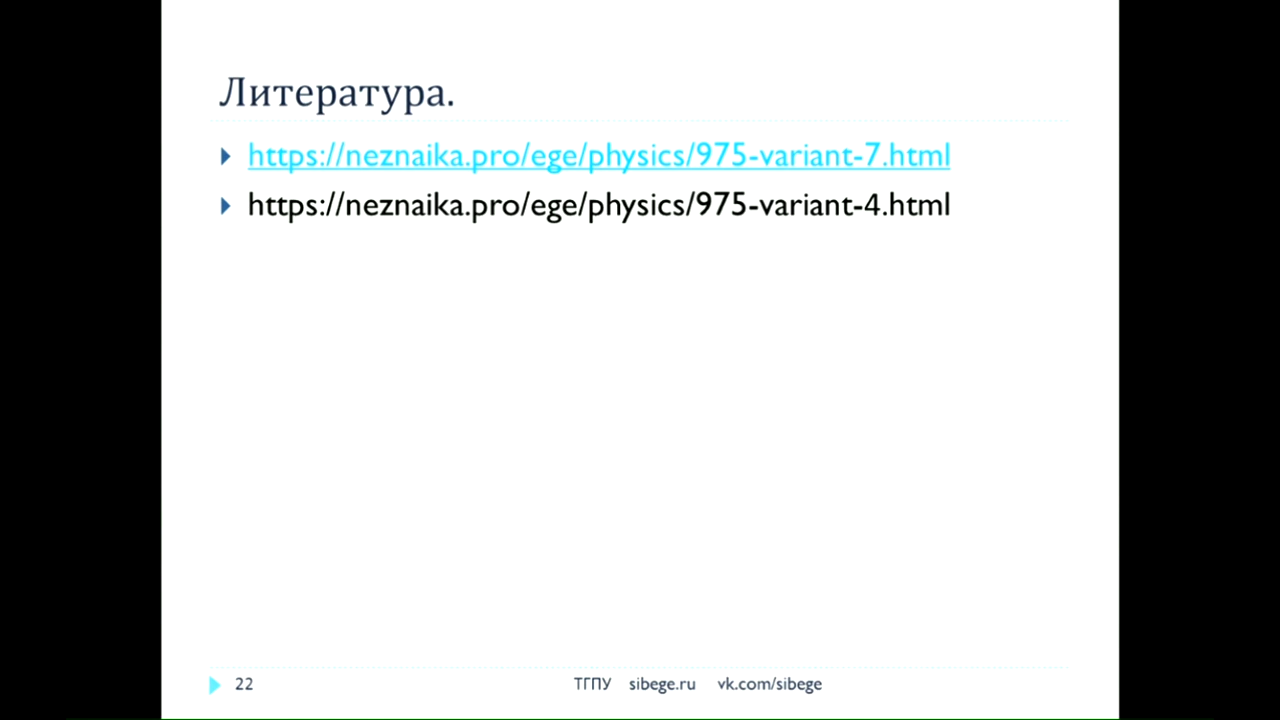 Литература.
https://neznaika.pro/ege/physics/975-variant-7.html
https://neznaika.pro/ege/physics/975-variant-4.html
22 ТГПУ sibege.ru vk.com/sibege